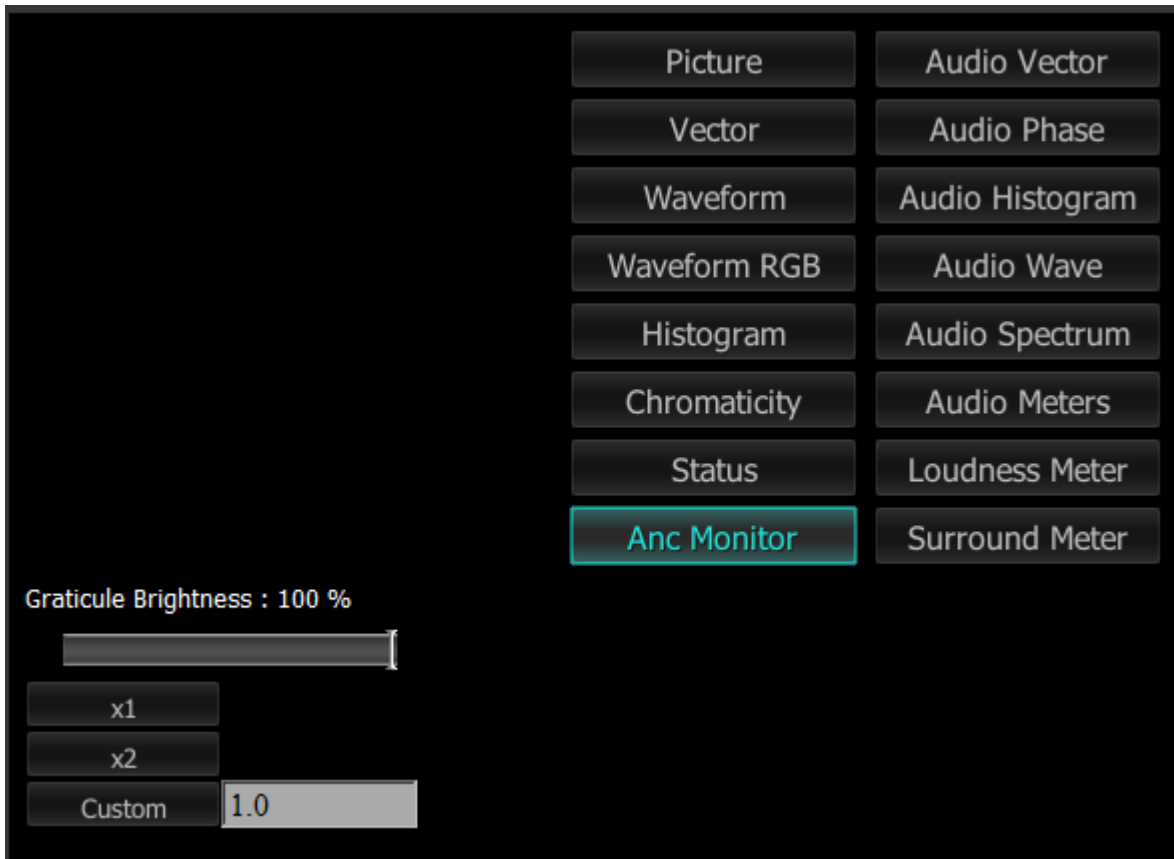 Picture Audio Vector
Vector Audio Phase
Waveform Audio Histogram
Waveform RGB Audio Wave
Histogram Audio Spectrum
Chromaticity Audio Meters
Status Loudness Meter
Anc Monitor Surround Meter
Graticule Brightness : 100 %
x1
x2
Custom 1.0